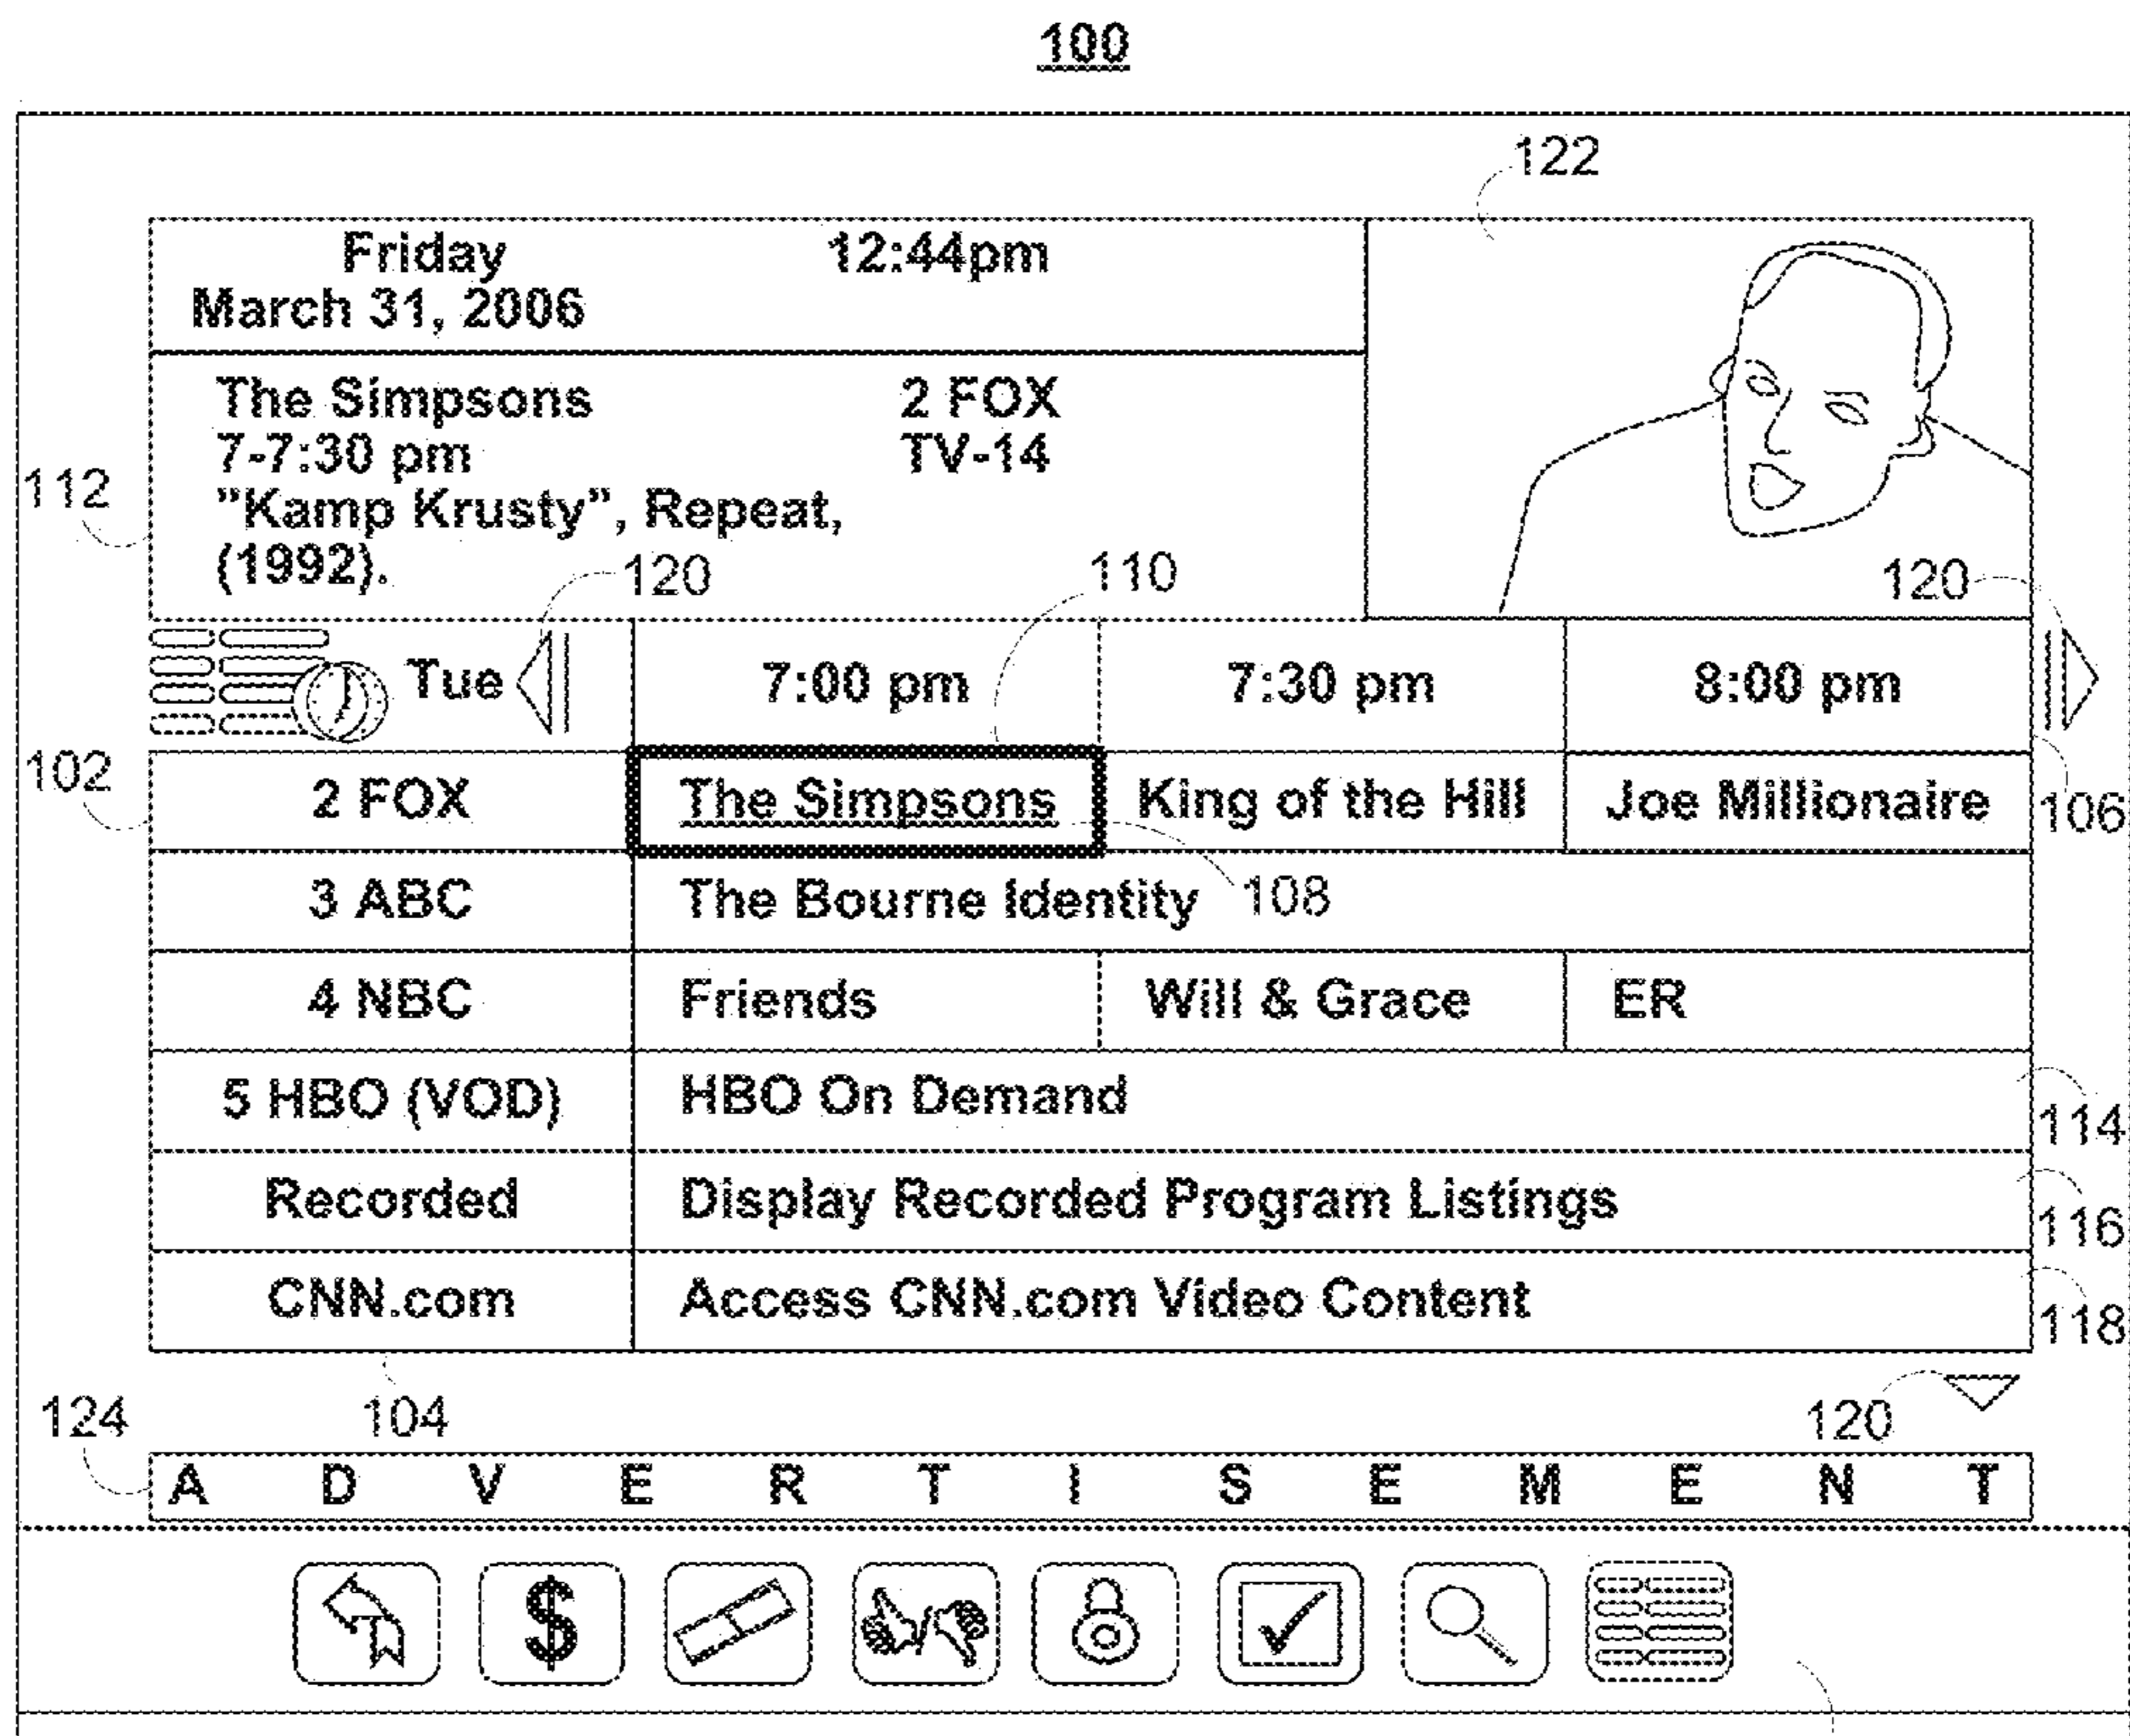 100
122
Friday 12:44pm
March 31, 2006
The Simpsons 2 FOX
7-7:30 pm TV-14
112
"Kamp Krusty", Repeat,
(1992).
120 110 120
Tue 7:00 pm 7:30 pm 8:00 pm
102
2 FOX The Simpsons King of the Hill Joe Millionaire
106
3 ABC The Bourne Identity 108
4 NBC Friends Will & Grace ER
5 HBO (VOD) HBO On Demand
114
Recorded Display Recorded Program Listings
116
CNN.com Access CNN.com Video Content
118
124 104 120
A D V E R T I S E M E N T
$